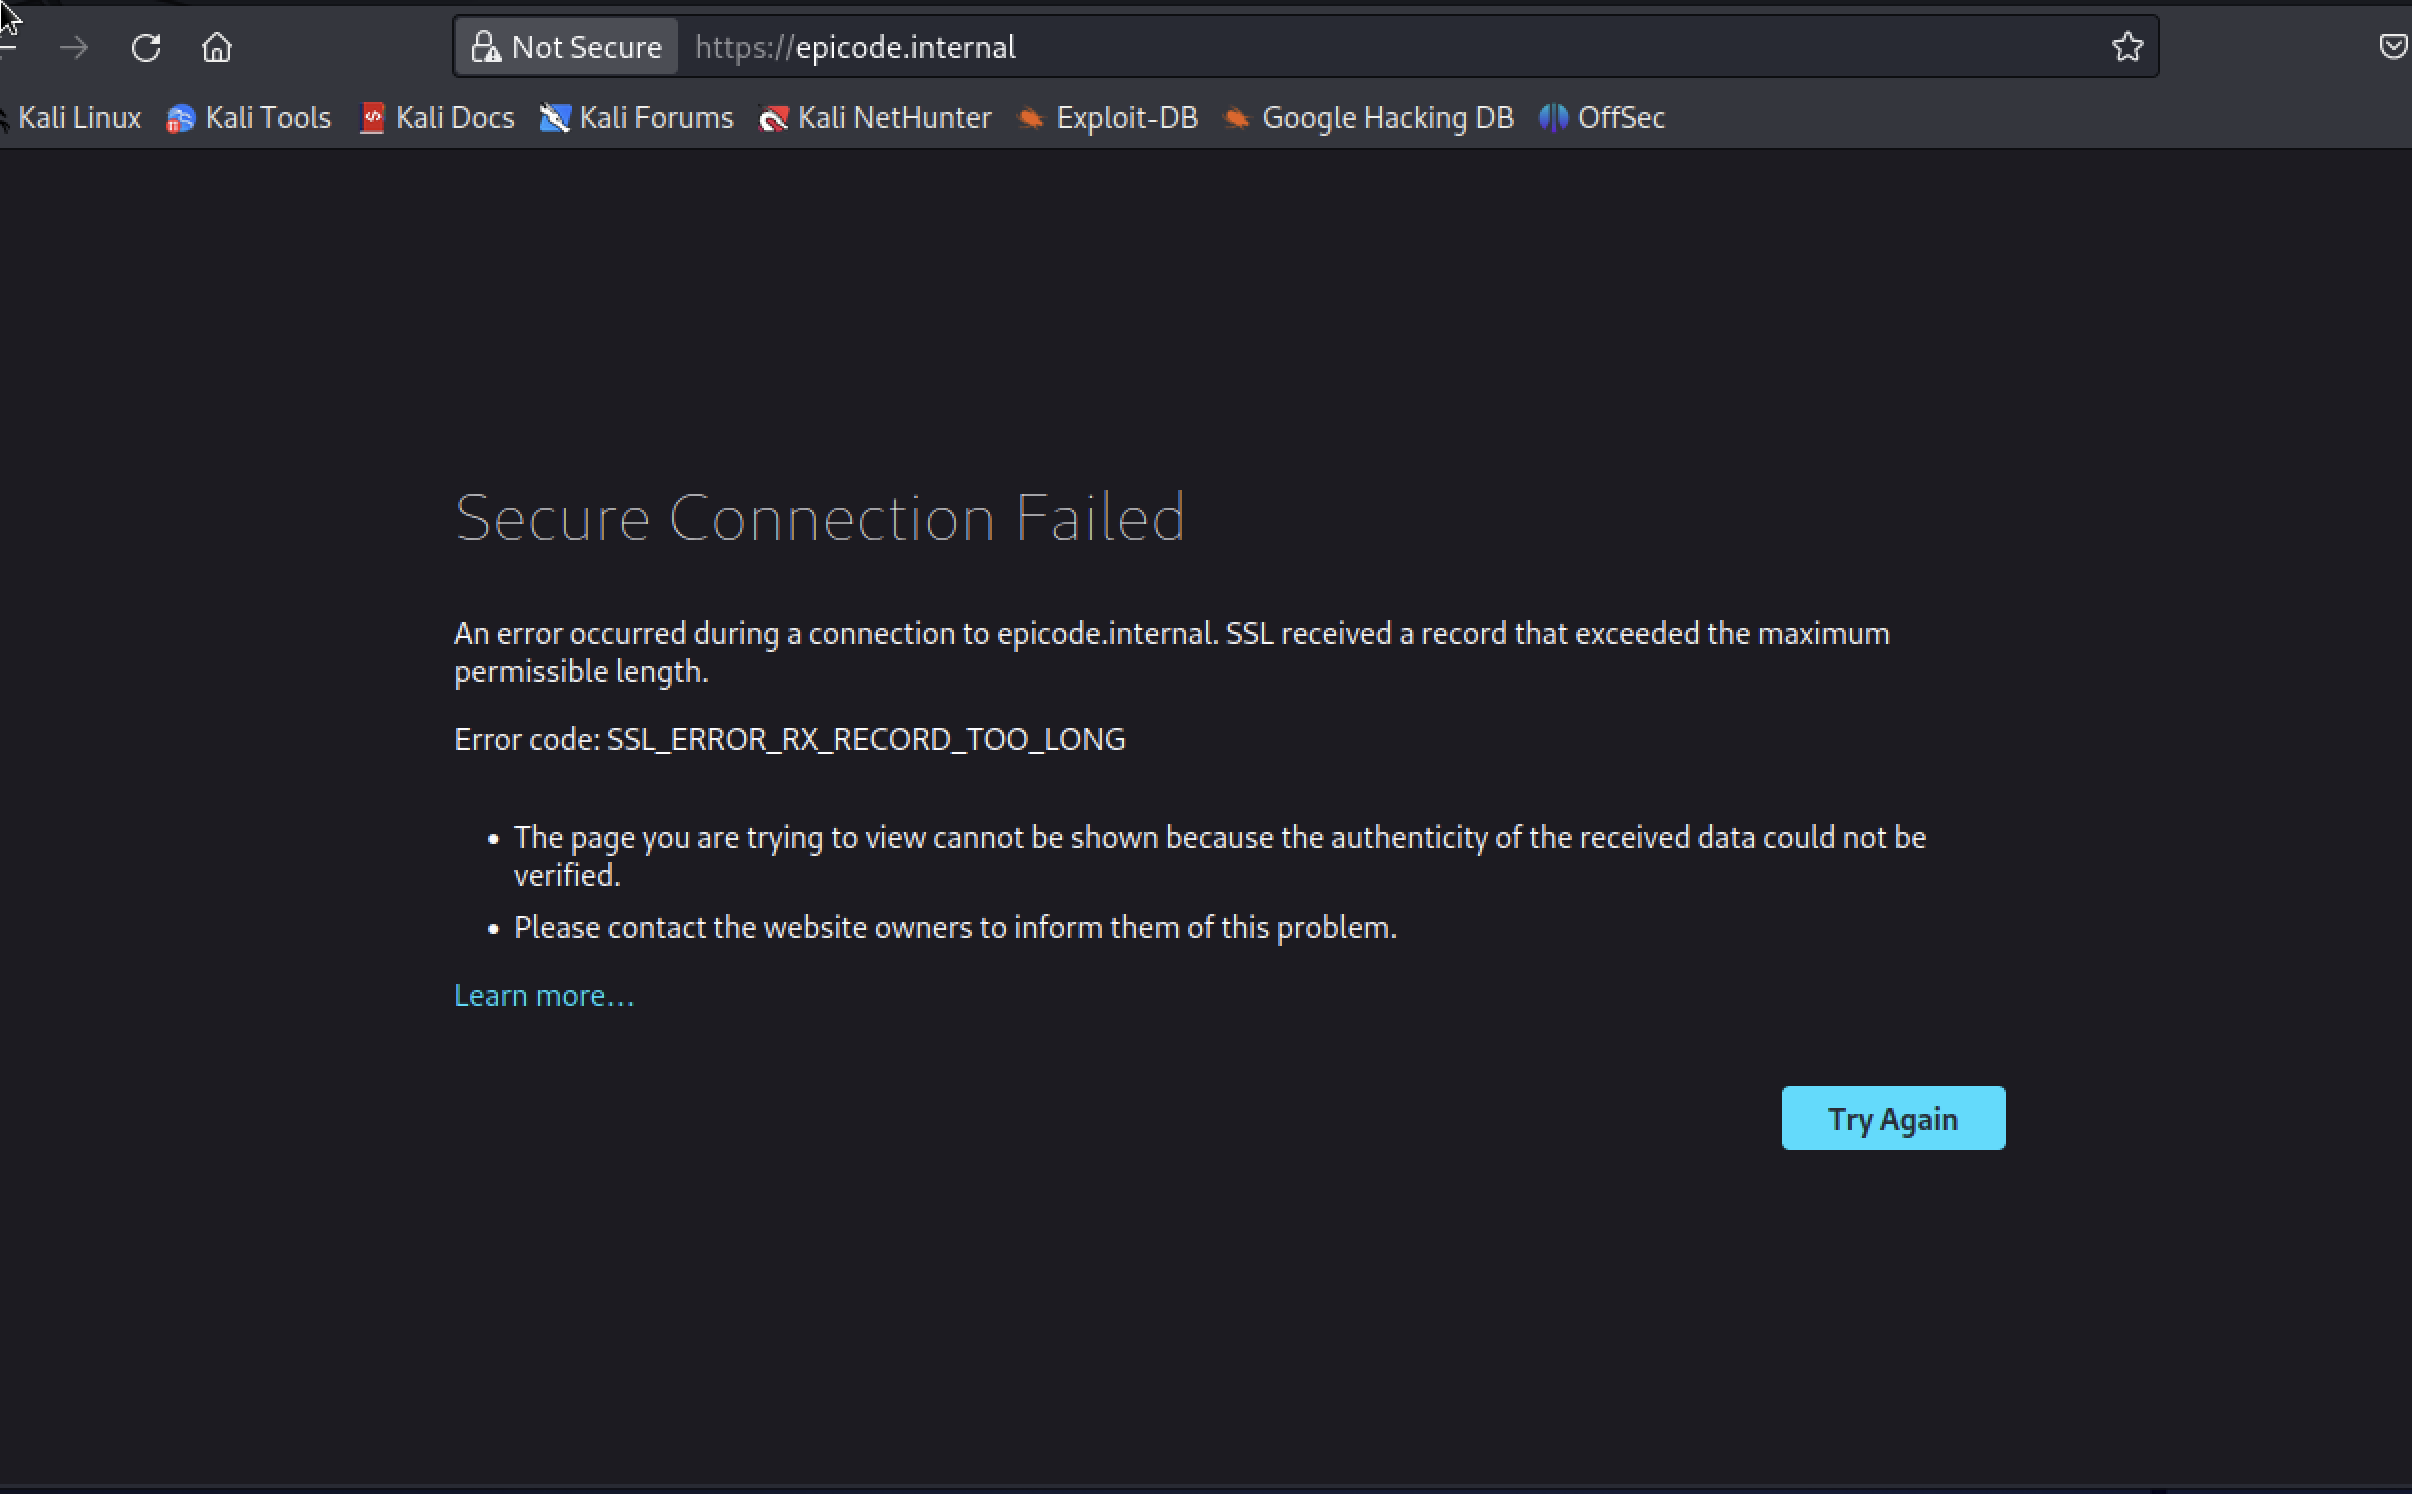 Not Secure https://epicode.internal
Kali Linux Kali Tools Kali Docs Kali Forums Kali NetHunter Exploit-DB Google Hacking DB OffSec
Secure Connection Failed
An error occurred during a connection to epicode.internal. SSL received a record that exceeded the maximum
permissible length.
Error code: SSL_ERROR_RX_RECORD_TOO_LONG
• The page you are trying to view cannot be shown because the authenticity of the received data could not be
verified.
• Please contact the website owners to inform them of this problem.
Learn more…
Try Again